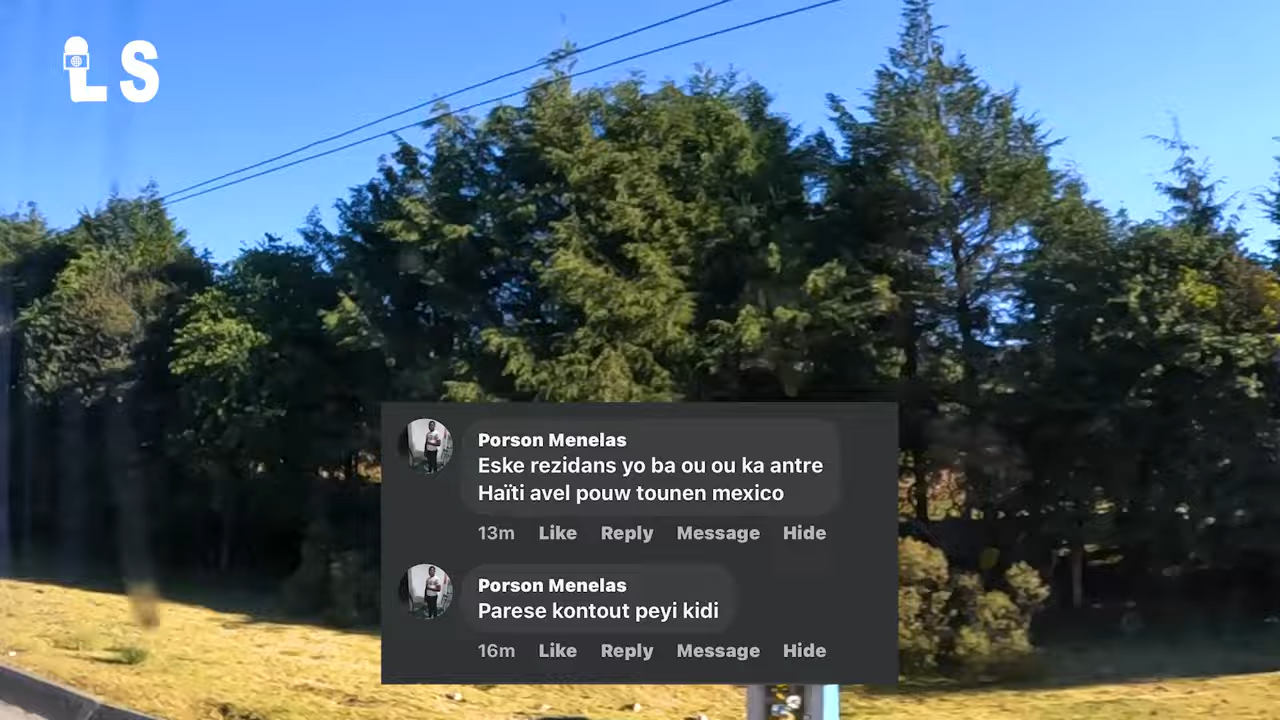 LS
Porson Menelas
Eske rezidans yo ba ou ou ka antre
Haïti avel pouw tounen mexico
13m Like Reply Message Hide
Porson Menelas
Parese kontout peyi kidi
16m Like Reply Message Hide